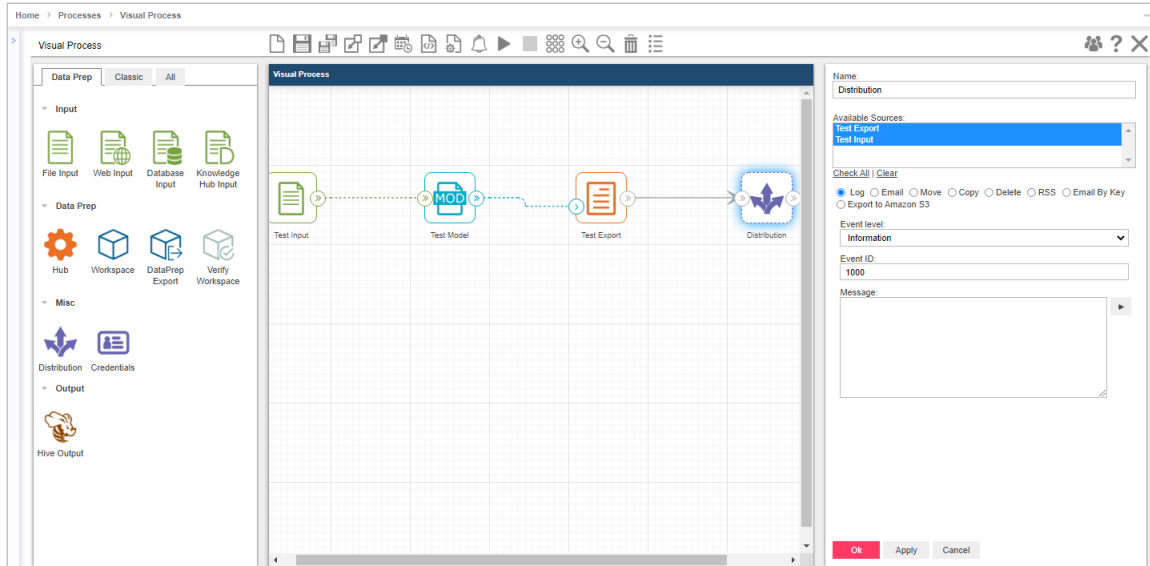 Home > Processes > Visual Process
Visual Process
Data Prep Classic All
Input
File Input Web Input Database Input Knowledge Hub Input
Data Prep
Hub Workspace DataPrep Export Verify Workspace
Misc
Distribution Credentials
Output
Hive Output
Visual Process
MOD
Test Input Test Model Test Export Distribution
Name:
Distribution
Available Sources:
Test Export
Test Input
Check All | Clear
Log Email Move Copy Delete RSS Email By Key
Export to Amazon S3
Event level:
Information
Event ID:
1000
Message:
Ok Apply Cancel